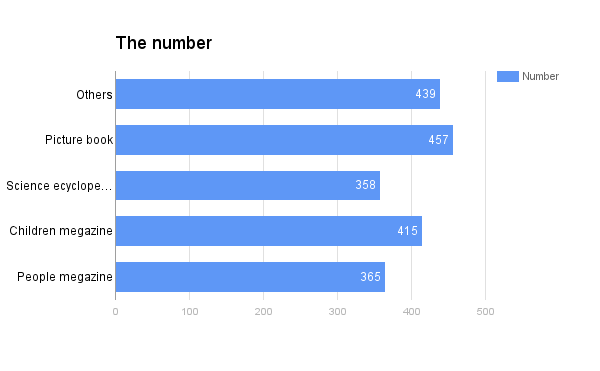 The number
Number
Others
439
Picture book
457
Science ecyclope...
358
Children megazine
415
People megazine
365
0 100 200 300 400 500